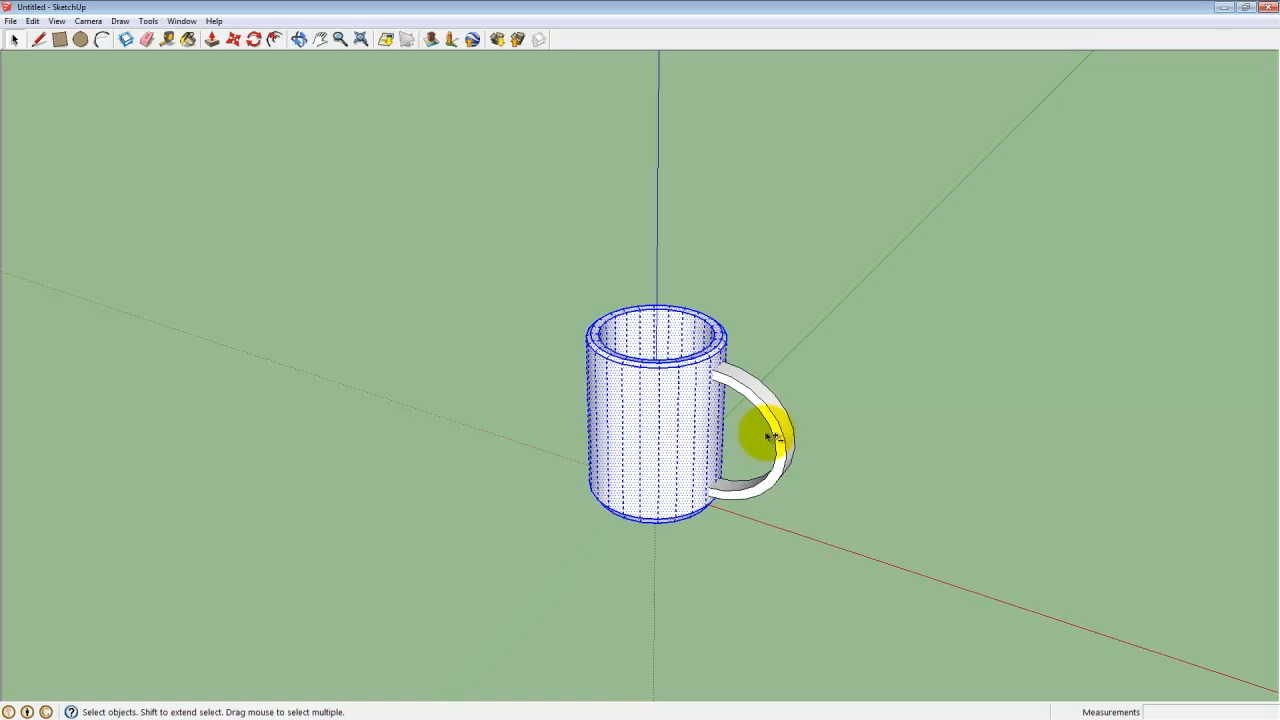 Untitled - SketchUp
File Edit View Camera Draw Tools Window Help
Select objects. Shift to extend select. Drag mouse to select multiple.
Measurements